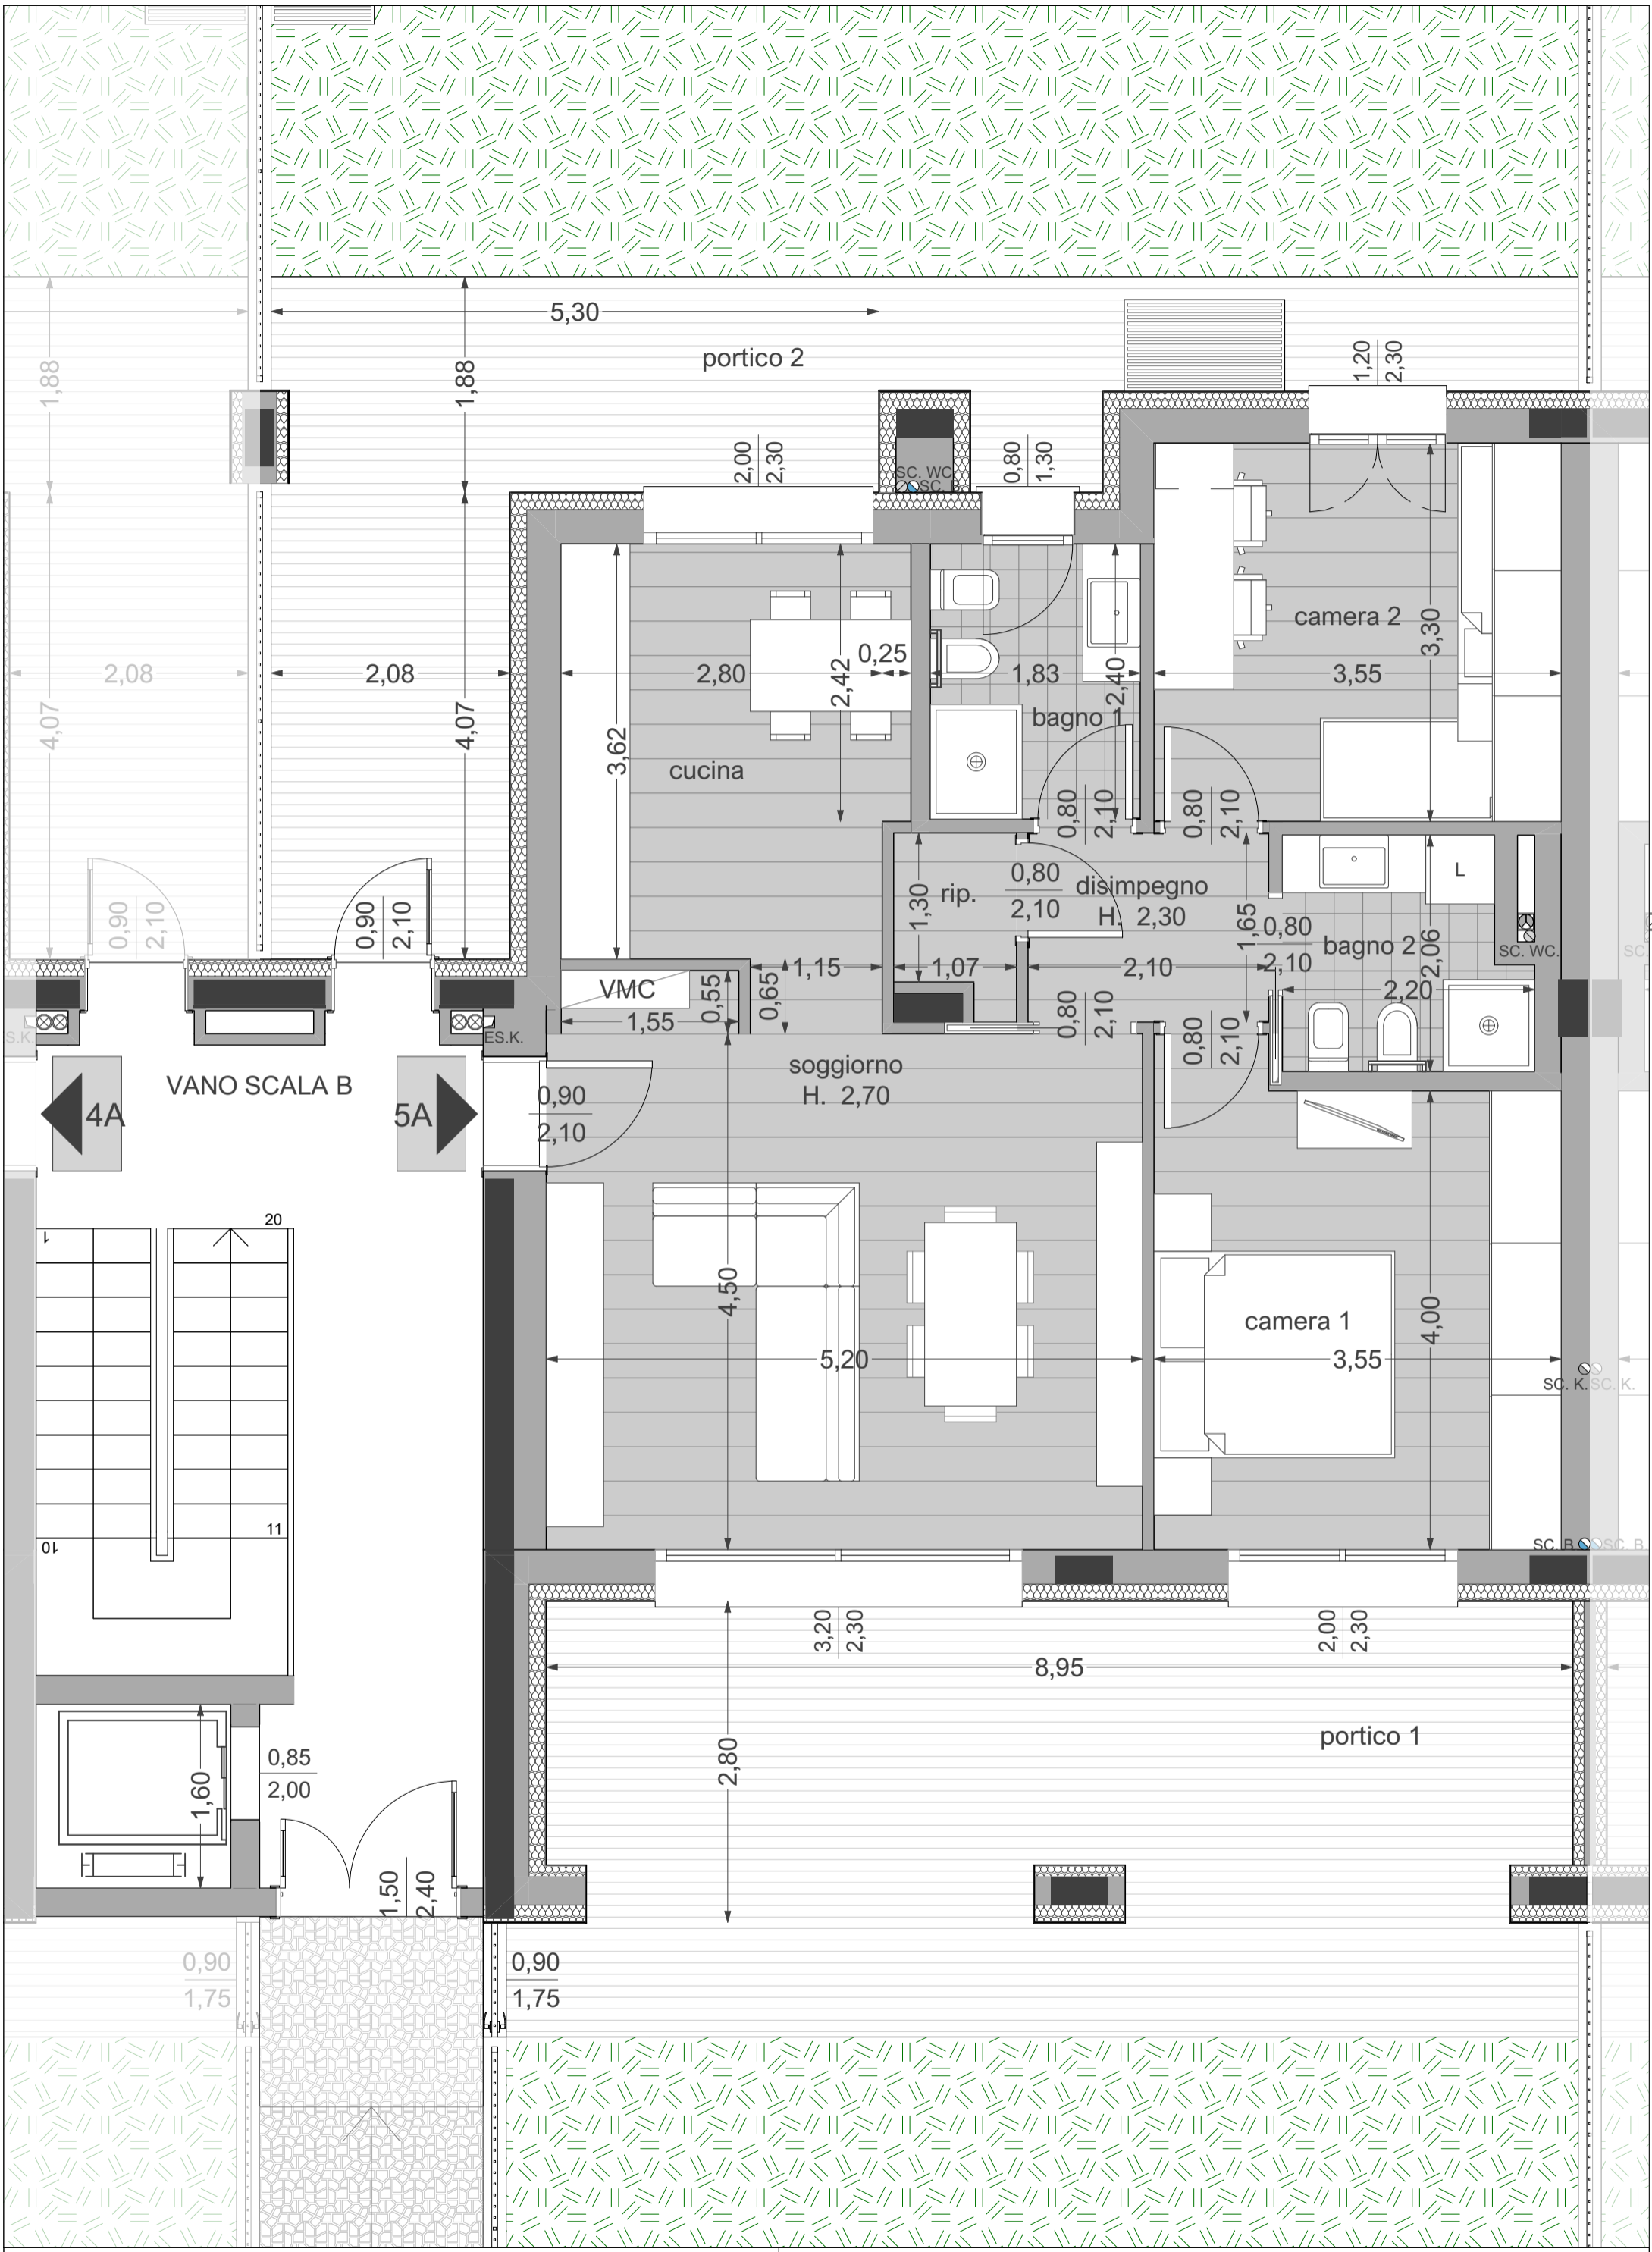 5,30
portico 2
1,88
1,88
1,20
2,30
2,00
2,30
0,80
1,30
SC. WC
SC. B
camera 2
3,30
2,08
2,08
2,80
0,25
2,42
1,83
2,40
3,55
bagno 1
4,07
4,07
3,62
cucina
0,80
2,10
0,80
2,10
0,90
2,10
0,90
2,10
1,30
rip.
0,80
2,10
disimpegno
H. 2,30
1,65
0,80
2,10
L
bagno 2
2,06
SC. WC.
SC.
1,15
1,07
2,10
2,20
VMC
0,55
0,65
1,55
0,80
2,10
0,80
2,10
S.K.
ES.K.
VANO SCALA B
4A
5A
0,90
2,10
soggiorno
H. 2,70
20
1
4,50
camera 1
4,00
5,20
3,55
SC. K.
SC. K.
11
10
SC. B.
SC. B.
3,20
2,30
2,00
2,30
8,95
portico 1
2,80
0,85
2,00
1,60
1,50
2,40
0,90
1,75
0,90
1,75